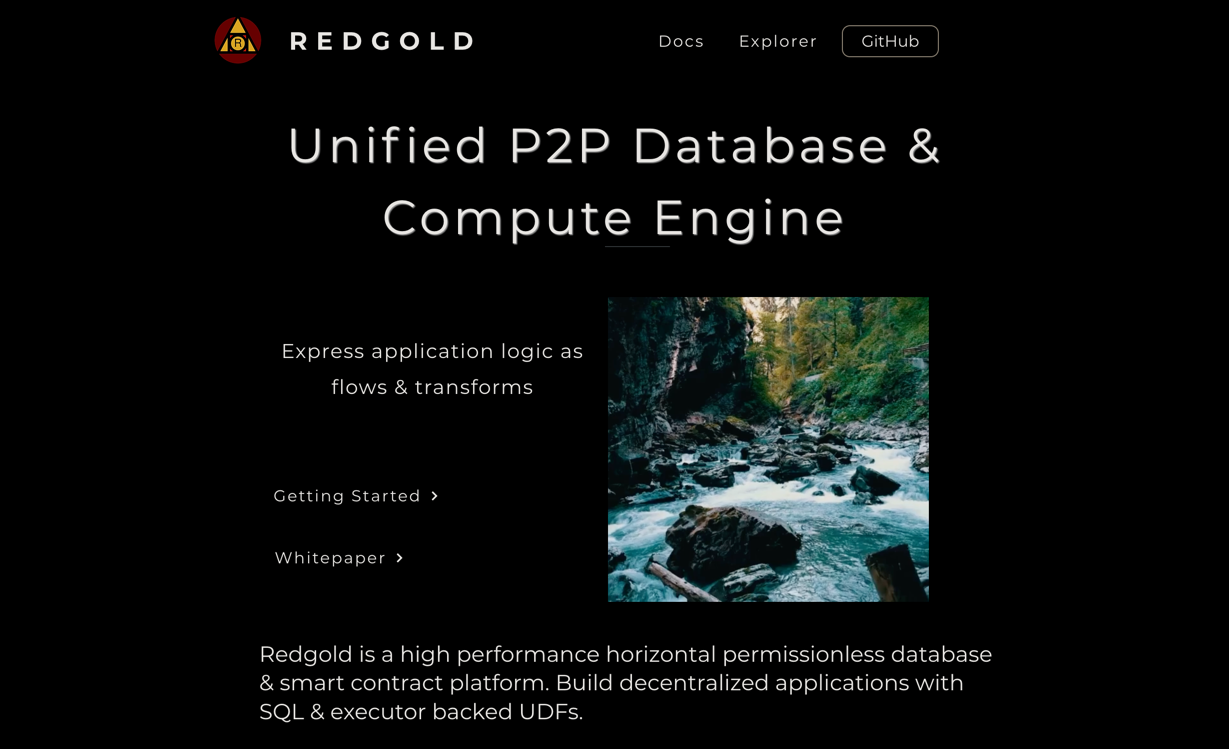 R
REDGOLD
Docs
Explorer
GitHub
Unified P2P Database &
Compute Engine
Express application logic as
flows & transforms
Getting Started
Whitepaper
Redgold is a high performance horizontal permissionless database
& smart contract platform. Build decentralized applications with
SQL & executor backed UDFs.